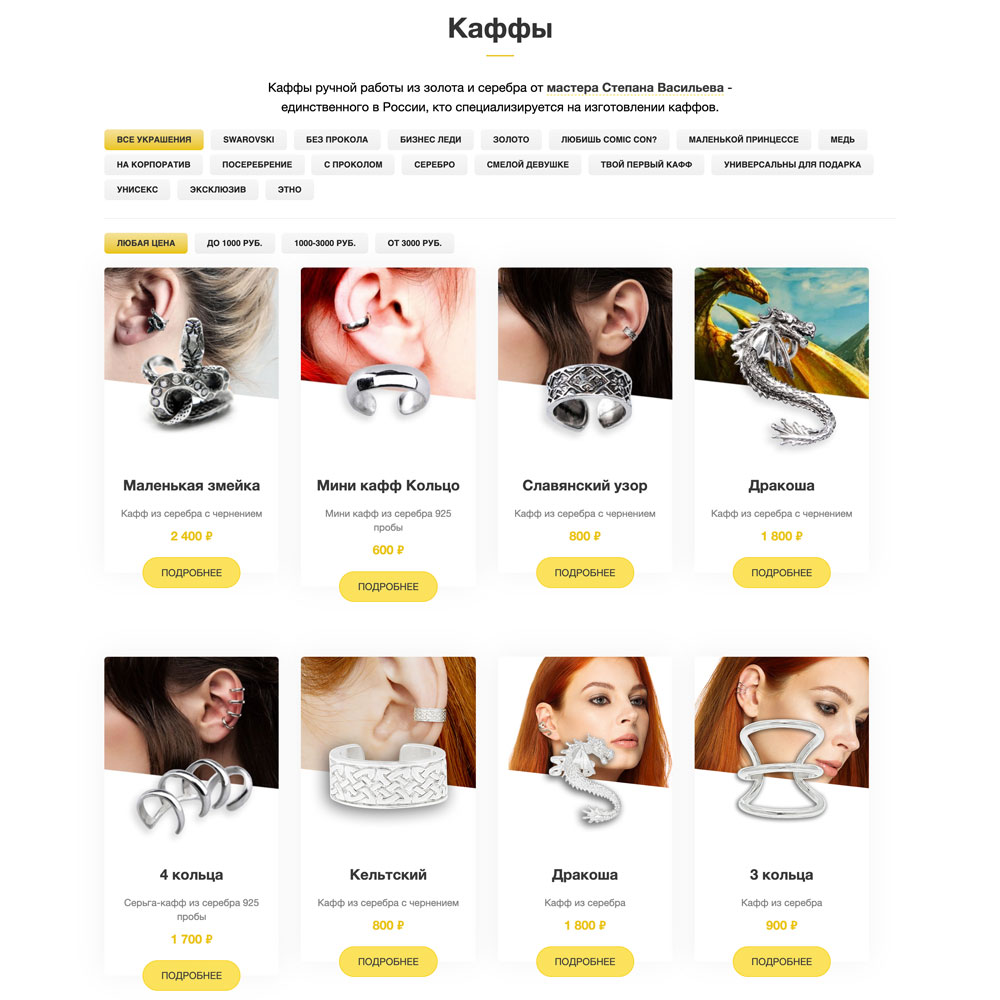 Каффы
Каффы ручной работы из золота и серебра от мастера Степана Васильева -
единственного в России, кто специализируется на изготовлении каффов.
ВСЕ УКРАШЕНИЯ SWAROVSKI БЕЗ ПРОКОЛА БИЗНЕС ЛЕДИ ЗОЛОТО ЛЮБИШЬ COMIC CON? МАЛЕНЬКОЙ ПРИНЦЕССЕ МЕДЬ
НА КОРПОРАТИВ ПОСЕРЕБРЕНИЕ С ПРОКОЛОМ СЕРЕБРО СМЕЛОЙ ДЕВУШКЕ ТВОЙ ПЕРВЫЙ КАФФ УНИВЕРСАЛЬНЫ ДЛЯ ПОДАРКА
УНИСЕКС ЭКСКЛЮЗИВ ЭТНО
ЛЮБАЯ ЦЕНА ДО 1000 РУБ. 1000-3000 РУБ. ОТ 3000 РУБ.
Маленькая змейка
Кафф из серебра с чернением
2 400 ₽
ПОДРОБНЕЕ
Мини кафф Кольцо
Мини кафф из серебра 925
пробы
600 ₽
ПОДРОБНЕЕ
Славянский узор
Кафф из серебра с чернением
800 ₽
ПОДРОБНЕЕ
Дракоша
Кафф из серебра с чернением
1 800 ₽
ПОДРОБНЕЕ
4 кольца
Серьга-кафф из серебра 925
пробы
1 700 ₽
ПОДРОБНЕЕ
Кельтский
Кафф из серебра с чернением
800 ₽
ПОДРОБНЕЕ
Дракоша
Кафф из серебра
1 800 ₽
ПОДРОБНЕЕ
3 кольца
Кафф из серебра
900 ₽
ПОДРОБНЕЕ